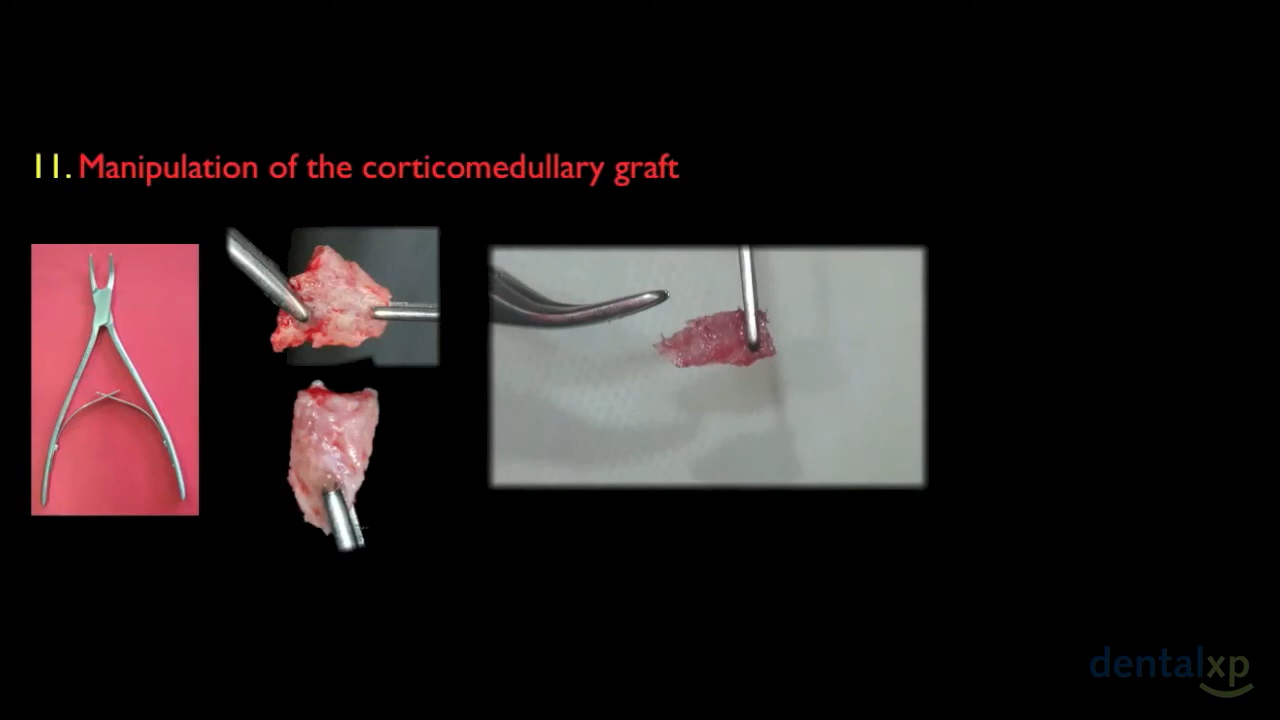 11. Manipulation of the corticomedullary graft
dentalxp